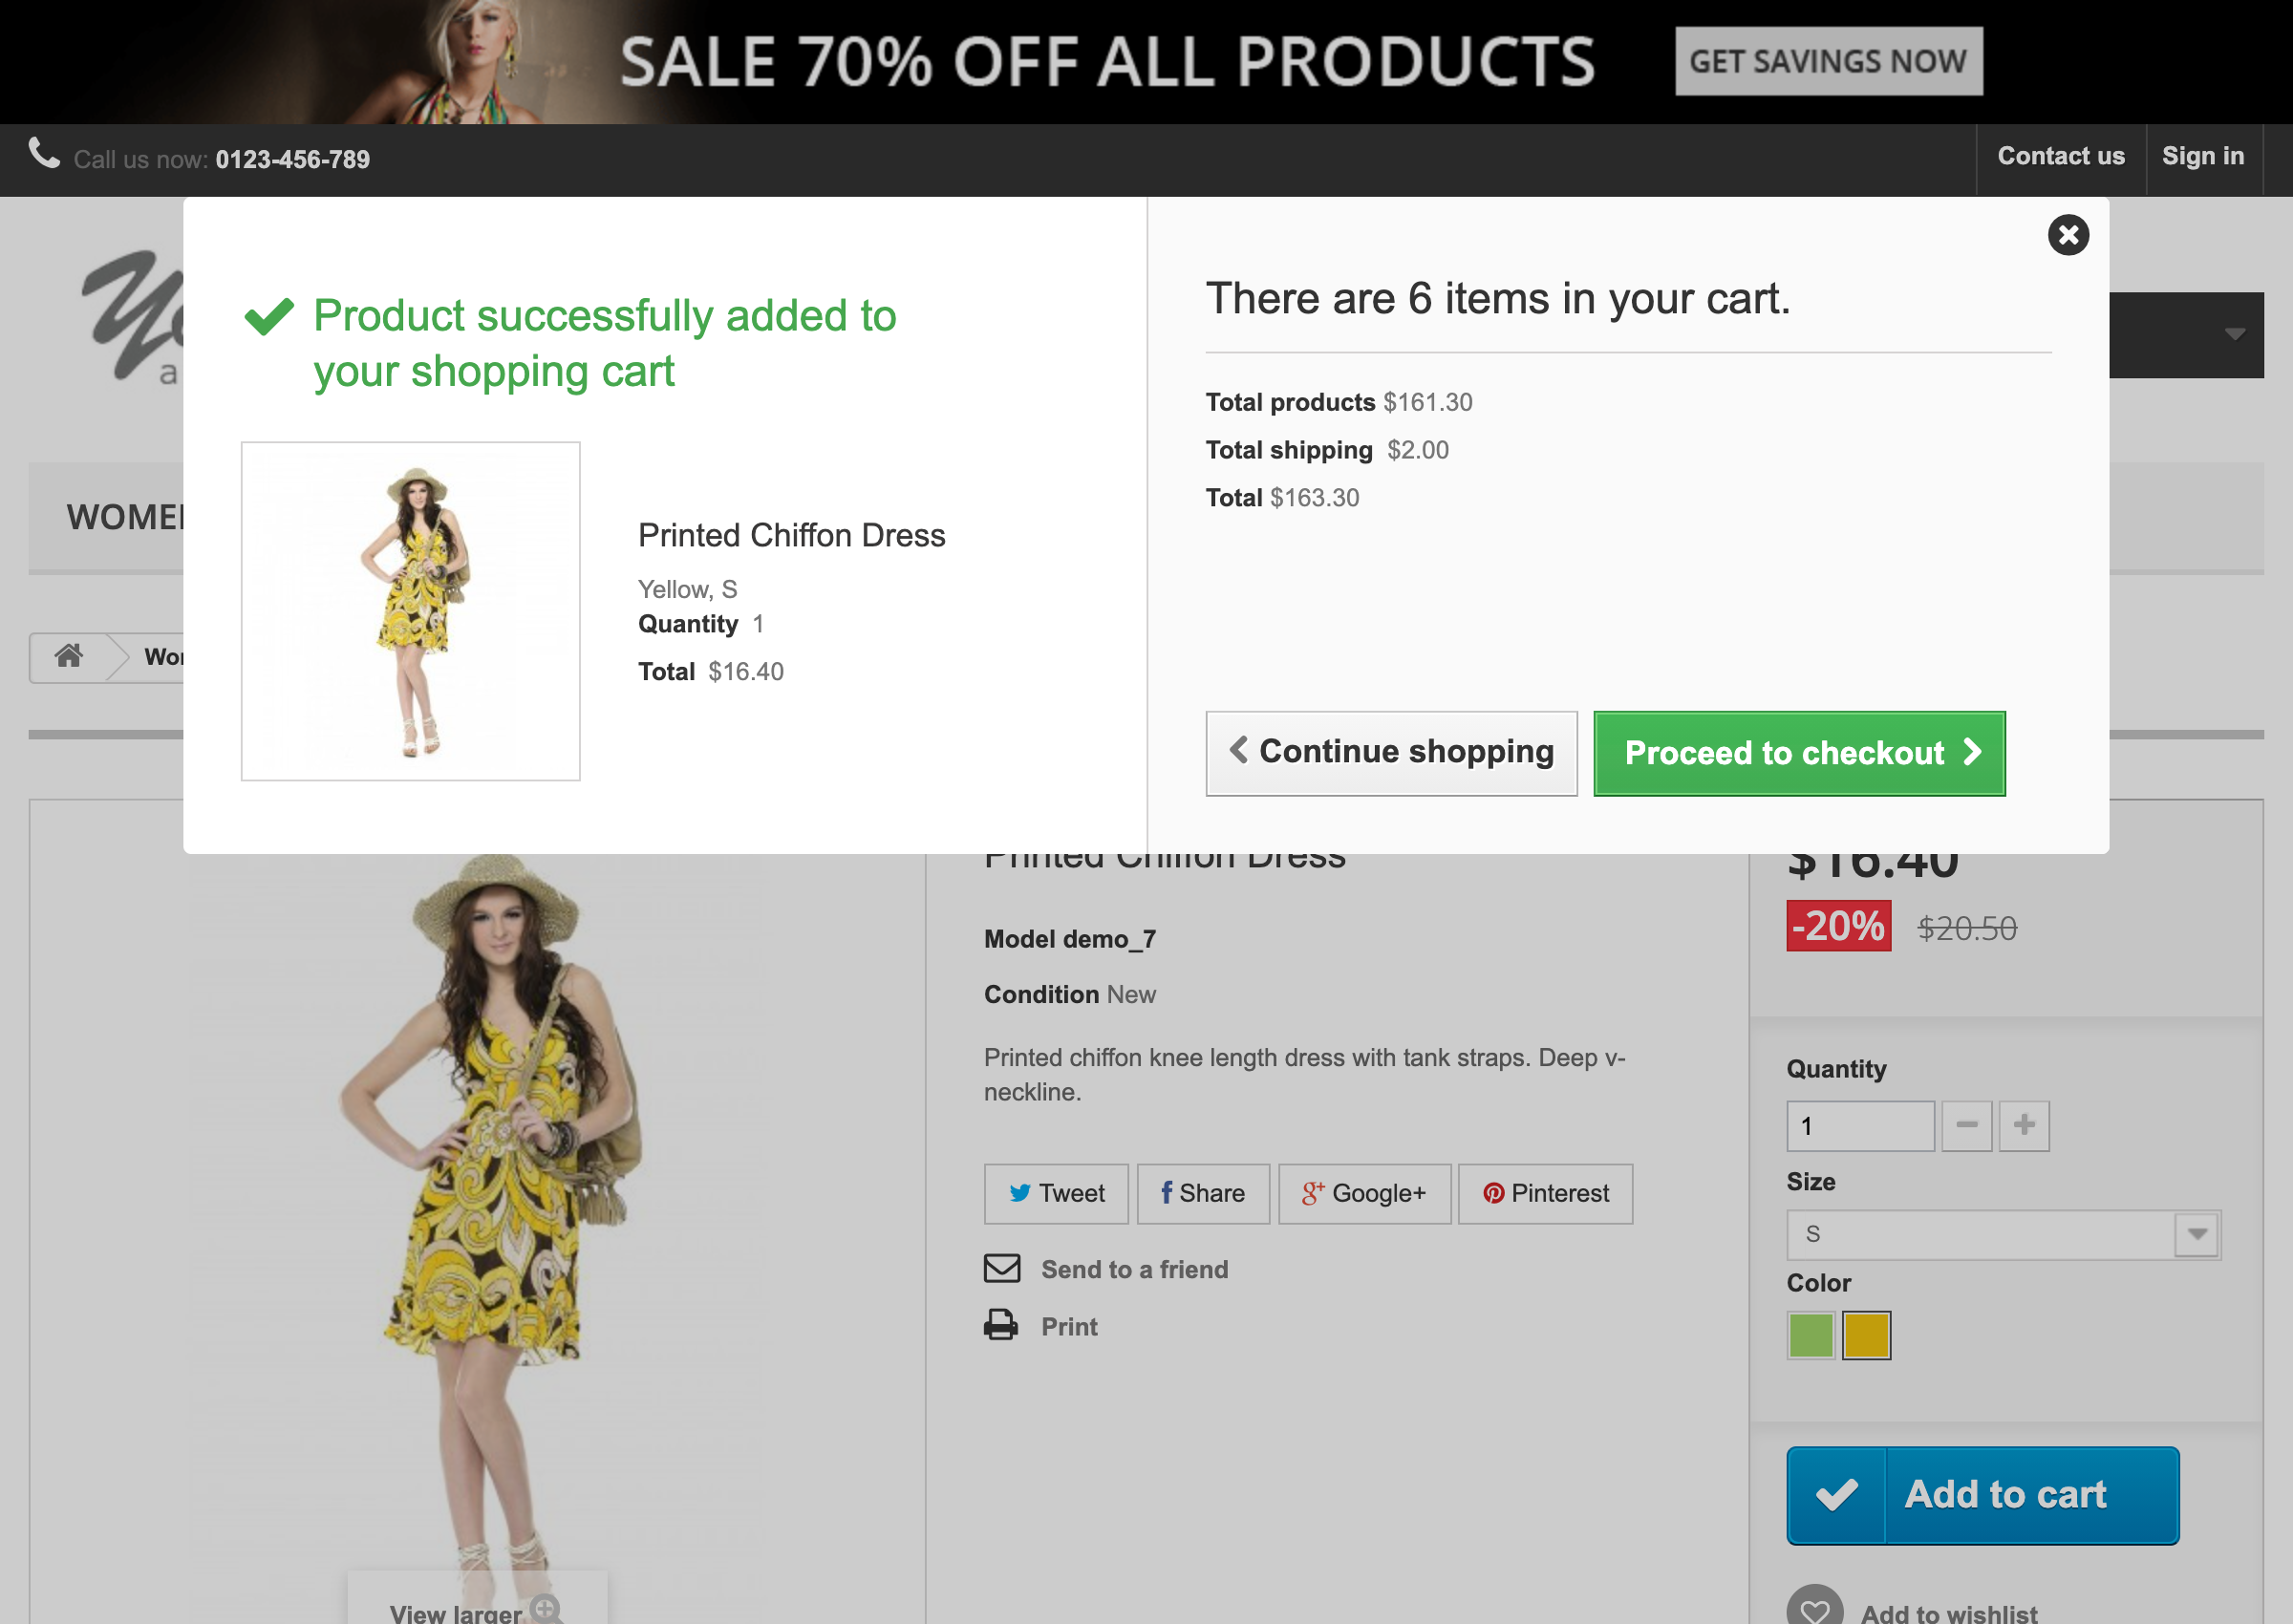 SALE 70% OFF ALL PRODUCTS
GET SAVINGS NOW
Call us now: 0123-456-789
Contact us
Sign in
Product successfully added to
your shopping cart
Printed Chiffon Dress
Yellow, S
Quantity 1
Total $16.40
There are 6 items in your cart.
Total products $161.30
Total shipping $2.00
Total $163.30
Continue shopping
Proceed to checkout
Printed Chiffon Dress
$16.40
-20% $20.50
Model demo_7
Condition New
Printed chiffon knee length dress with tank straps. Deep v-
neckline.
Tweet
Share
Google+
Pinterest
Send to a friend
Print
Quantity
1
Size
S
Color
Add to cart
View larger
Add to wishlist